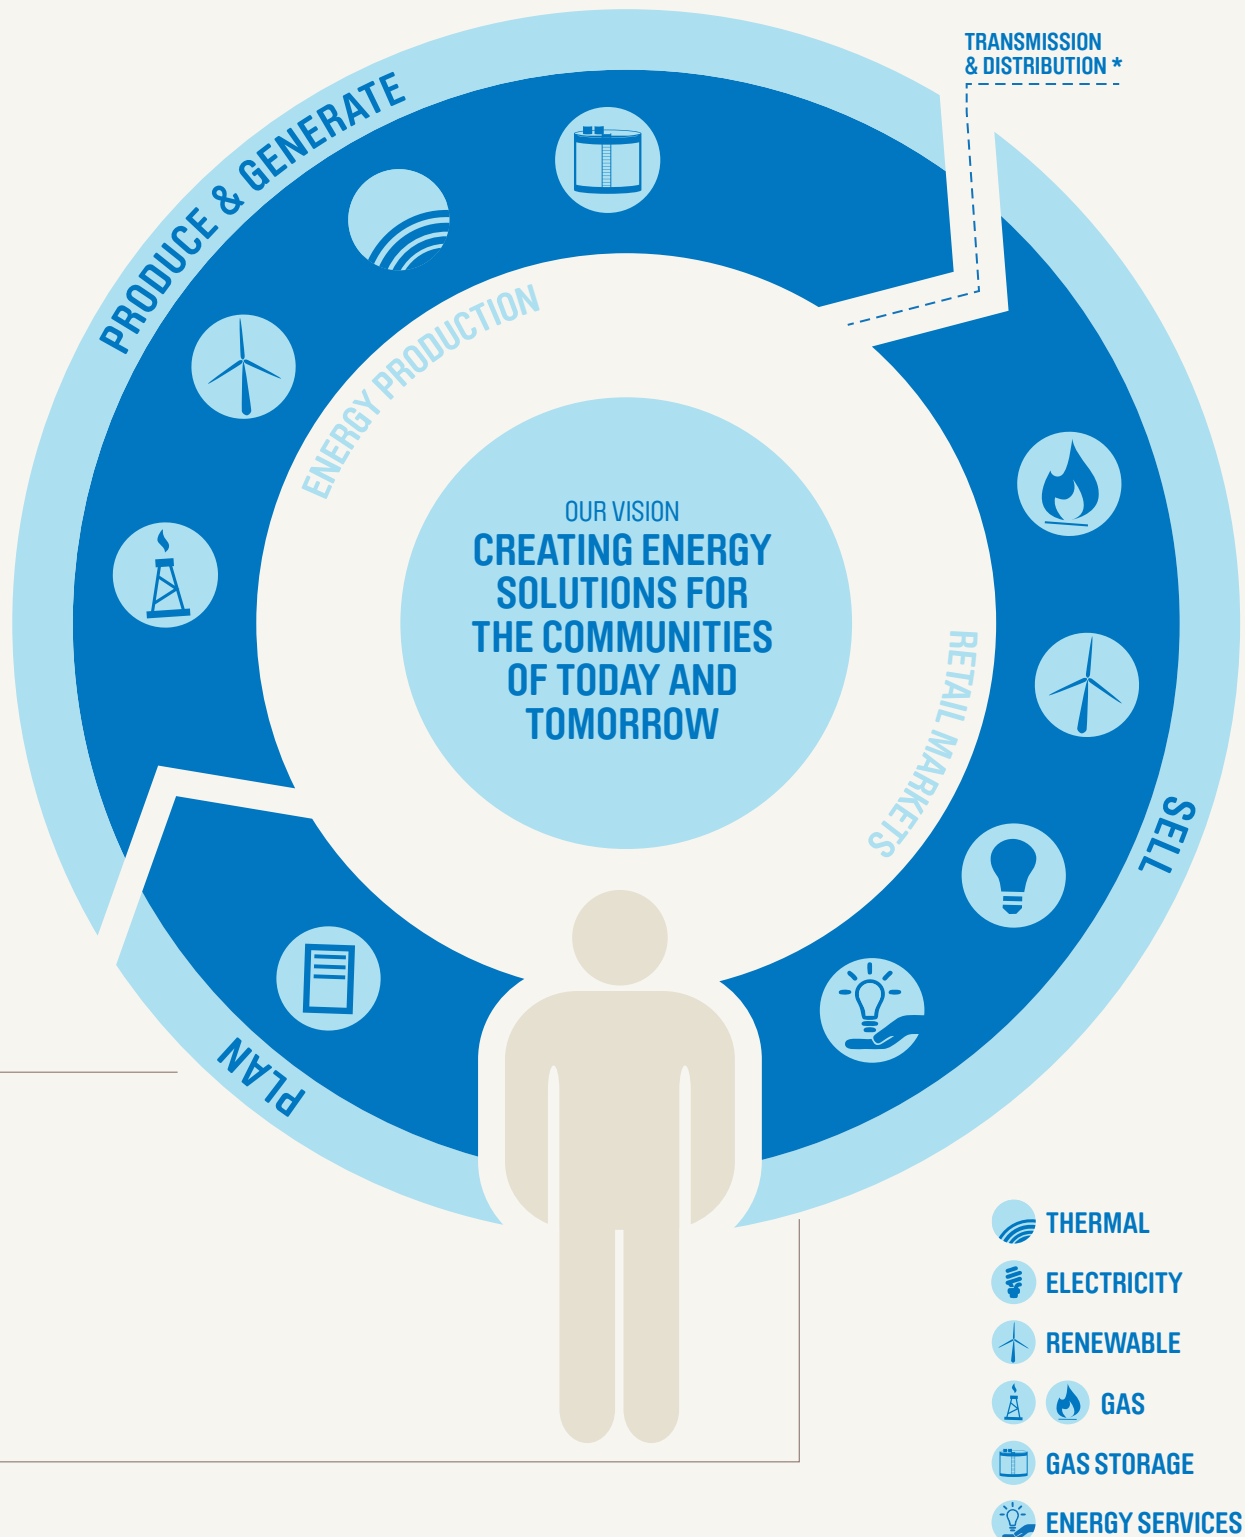 TRANSMISSION
& DISTRIBUTION *
PRODUCE & GENERATE
ENERGY PRODUCTION
OUR VISION
CREATING ENERGY
SOLUTIONS FOR
THE COMMUNITIES
OF TODAY AND
TOMORROW
RETAIL MARKETS
SELL
PLAN
THERMAL
ELECTRICITY
RENEWABLE
GAS
GAS STORAGE
ENERGY SERVICES